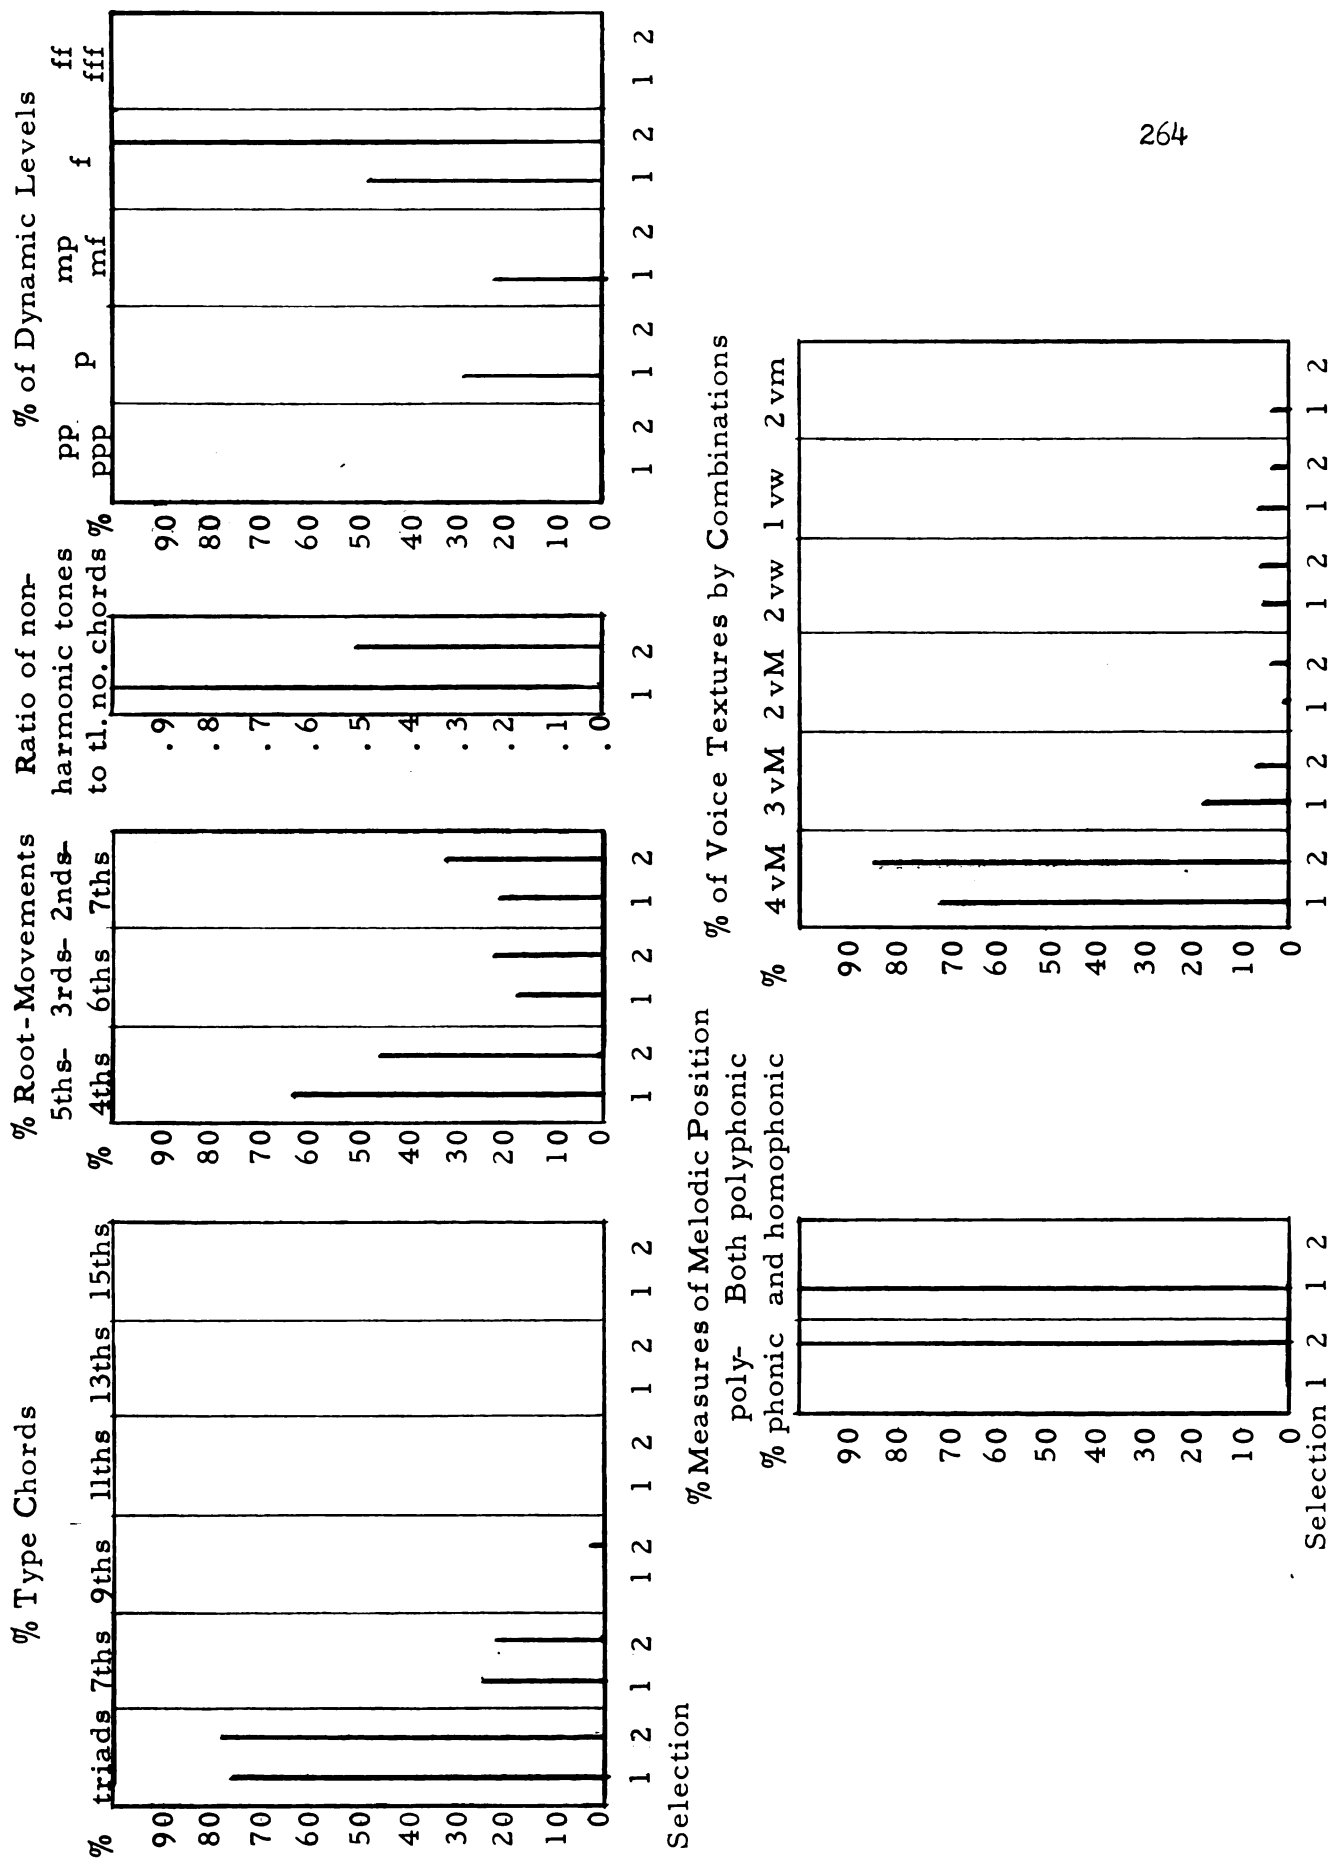 264
% Type Chords
% triads 7ths 9ths 11ths 13ths 15ths
90
80
70
60
50
40
30
20
10
0
1 2 1 2 1 2 1 2 1 2 1 2
Selection
% Root-Movements
5ths- 3rds- 2nds-
% 4ths 6ths 7ths
90
80
70
60
50
40
30
20
10
0
1 2 1 2 1 2
Ratio of non-
harmonic tones
to tl. no. chords
.9
.8
.7
.6
.5
.4
.3
.2
.1
.0
1 2
% of Dynamic Levels
pp p mp f ff
% ppp mf fff
90
80
70
60
50
40
30
20
10
0
1 2 1 2 1 2 1 2 1 2
% Measures of Melodic Position
poly- Both polyphonic
% phonic and homophonic
90
80
70
60
50
40
30
20
10
0
Selection 1 2 1 2
% of Voice Textures by Combinations
% 4 vM 3 vM 2 vM 2 vw 1 vw 2 vm
90
80
70
60
50
40
30
20
10
0
1 2 1 2 1 2 1 2 1 2 1 2